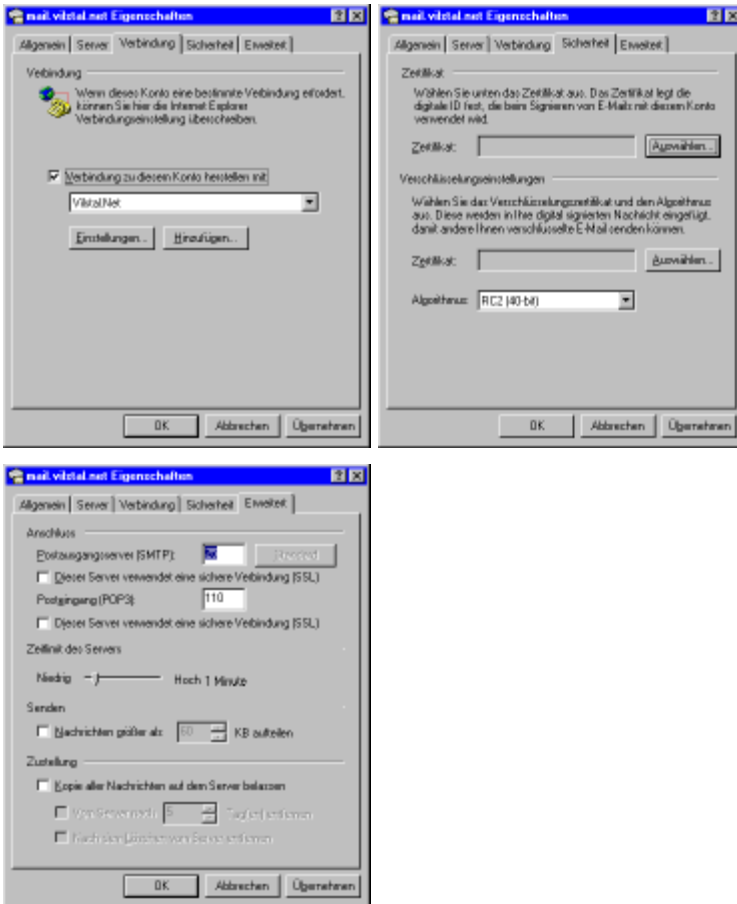 mail.vilstal.net Eigenschaften
Allgemein Server Verbindung Sicherheit Erweitert
Verbindung
Wenn dieses Konto eine bestimmte Verbindung erfordert,
können Sie hier die Internet Explorer
Verbindungseinstellung überschreiben.
Verbindung zu diesem Konto herstellen mit:
Vilstal.Net
Einstellungen... Hinzufügen...
OK Abbrechen Übernehmen
mail.vilstal.net Eigenschaften
Allgemein Server Verbindung Sicherheit Erweitert
Zertifikat
Wählen Sie unten das Zertifikat aus. Das Zertifikat legt die
digitale ID fest, die beim Signieren von E-Mails mit diesem Konto
verwendet wird.
Zertifikat: Auswählen...
Verschlüsselungseinstellungen
Wählen Sie das Verschlüsselungszertifikat und den Algorithmus
aus. Diese werden in Ihre digital signierten Nachricht eingefügt,
damit andere Ihnen verschlüsselte E-Mail senden können.
Zertifikat: Auswählen...
Algorithmus: RC2 (40-bit)
OK Abbrechen Übernehmen
mail.vilstal.net Eigenschaften
Allgemein Server Verbindung Sicherheit Erweitert
Anschluss
Postausgangsserver (SMTP):
Dieser Server verwendet eine sichere Verbindung (SSL)
Posteingang (POP3): 110
Dieser Server verwendet eine sichere Verbindung (SSL)
Zeitlimit des Servers
Niedrig Hoch 1 Minute
Senden
Nachrichten größer als 60 KB aufteilen
Zustellung
Kopie aller Nachrichten auf dem Server belassen
Vom Server nach 5 Tag(en) entfernen
Nach dem Löschen vom Server entfernen
OK Abbrechen Übernehmen